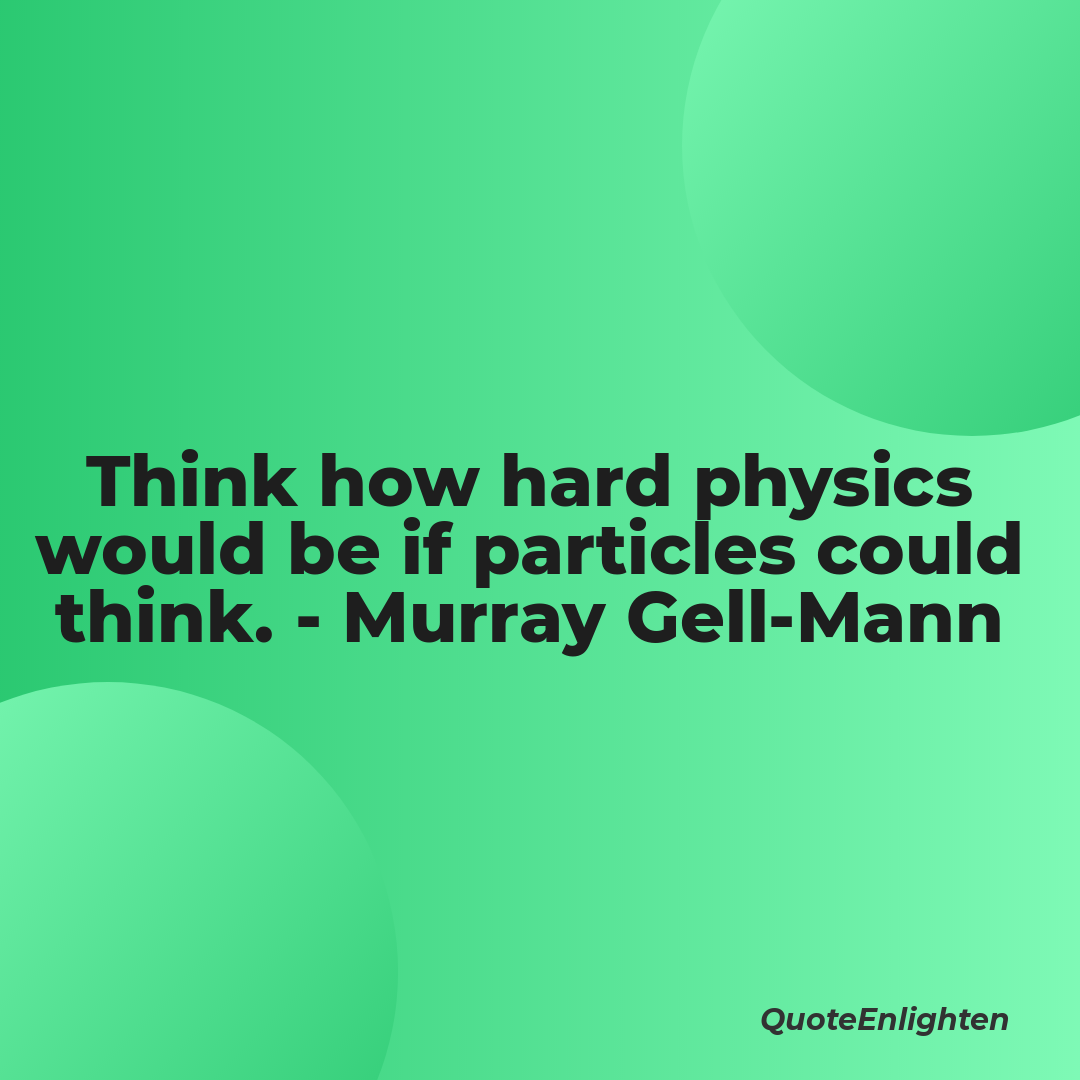 Think how hard physics
would be if particles could
think. - Murray Gell-Mann
QuoteEnlighten